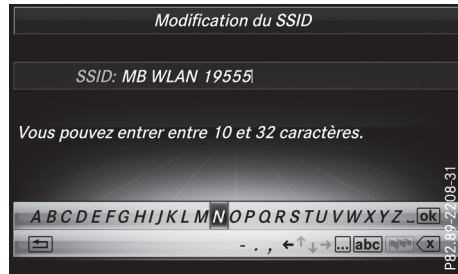 Modification du SSID
SSID: MB WLAN 19555
Vous pouvez entrer entre 10 et 32 caractères.
A B C D E F G H I J K L M N O P Q R S T U V W X Y Z _ ok
- . , ←↑↓→ ... abc X
P82.89-2208-31